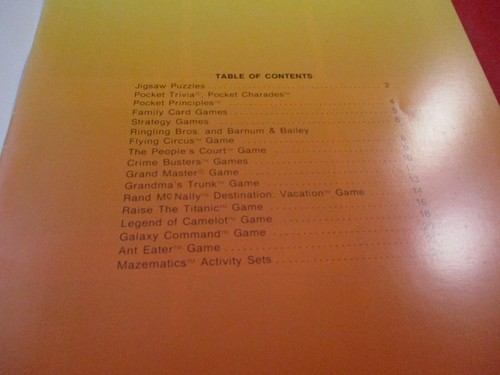 TABLE OF CONTENTS
Jigsaw Puzzles . . . . . . . . . . . . . . . . . . . . . . . . . . . . . . 2
Pocket Trivia™, Pocket Charades™
Pocket Principles™
Family Card Games
Strategy Games
Ringling Bros. and Barnum & Bailey
Flying Circus™ Game
The People's Court™ Game
Crime Busters™ Games
Grand Master® Game
Grandma's Trunk™ Game
Rand McNally™ Destination: Vacation™ Game
Raise The Titanic™ Game
Legend of Camelot™ Game
Galaxy Command™ Game
Ant Eater™ Game
Mazematics™ Activity Sets